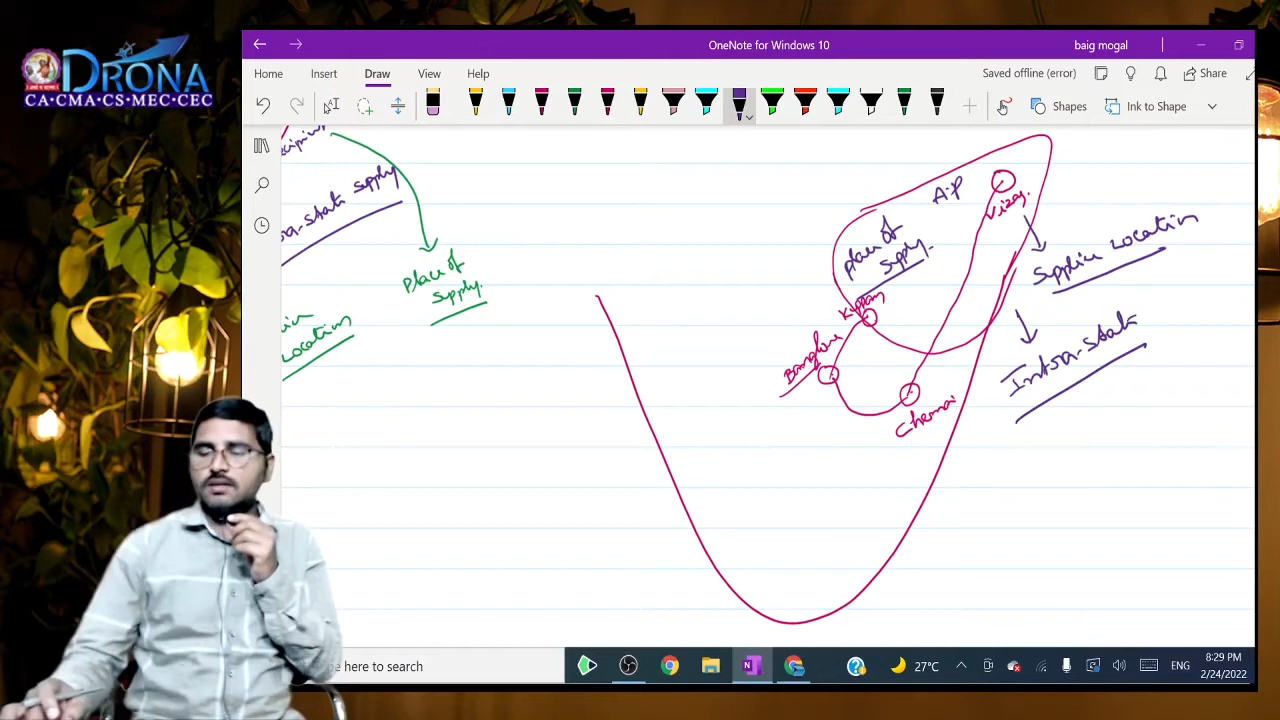 DRONA
CA•CMA•CS•MEC•CEC
OneNote for Windows 10
baig mogal
Home
Insert
Draw
View
Help
Saved offline (error)
Share
Shapes
Ink to Shape
supply
Place of
supply.
Location
A.P
Vizag.
place of
supply.
Kuppam
Banglore
Chennai
Supplier Location
Intra-state
here to search
27°C
ENG
8:29 PM
2/24/2022